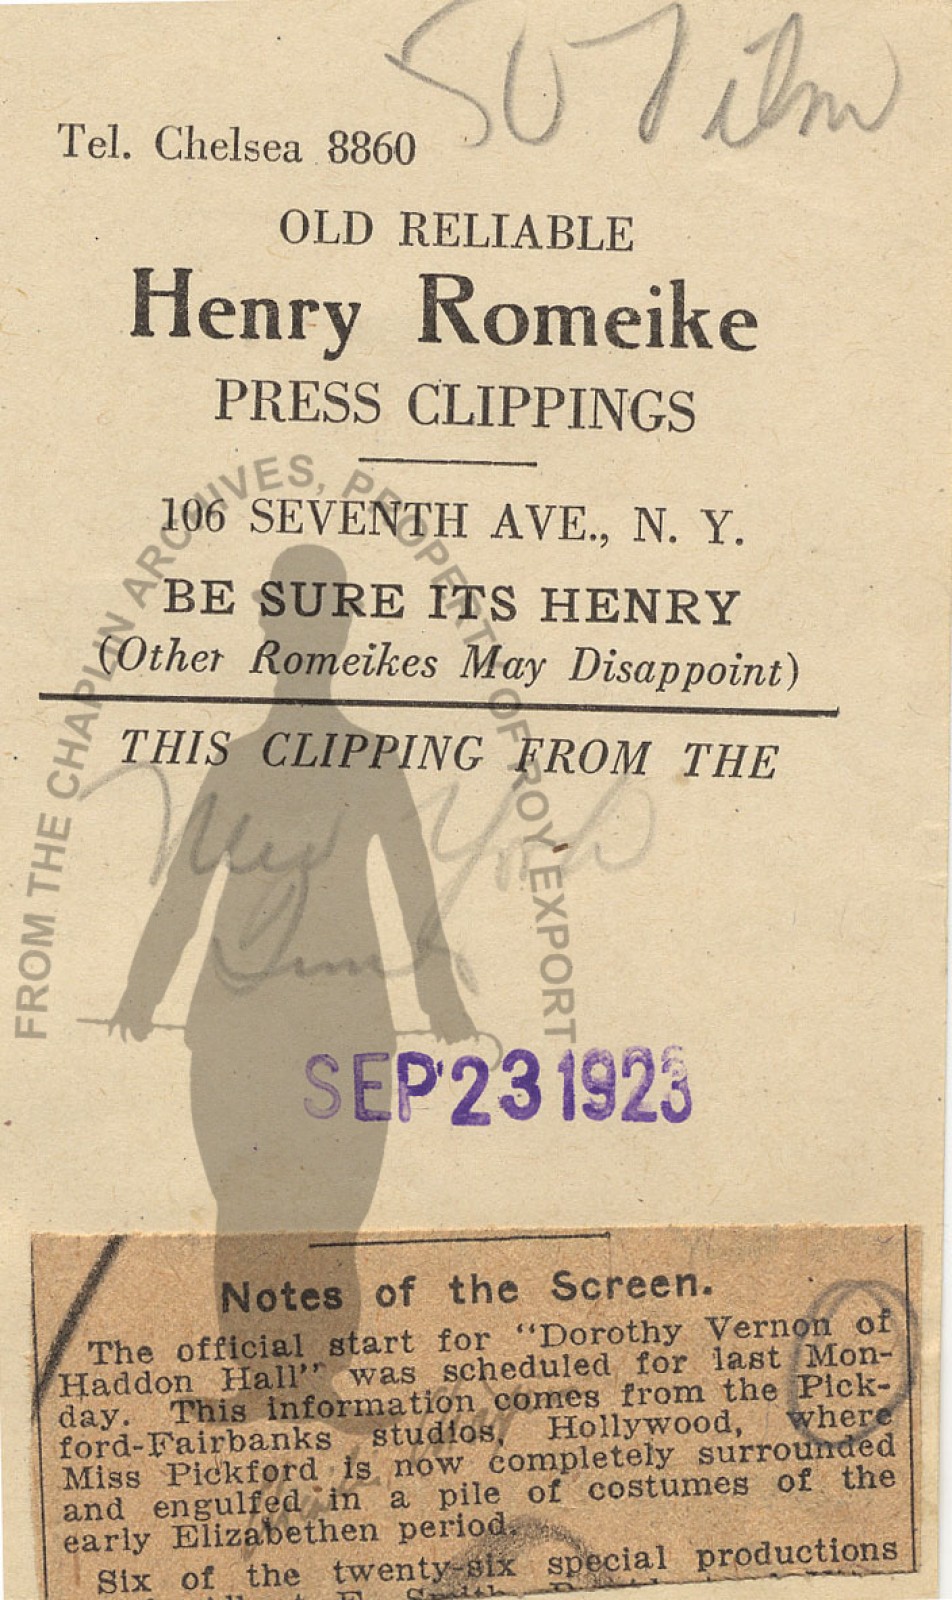 Tel. Chelsea 8860
OLD RELIABLE
Henry Romeike
PRESS CLIPPINGS
106 SEVENTH AVE., N. Y.
BE SURE ITS HENRY
(Other Romeikes May Disappoint)
THIS CLIPPING FROM THE
New York
SEP 23 1923
FROM THE CHAPLIN ARCHIVES, PROPERTY OF ROY EXPORT
Notes of the Screen.
The official start for "Dorothy Vernon of
Haddon Hall" was scheduled for last Mon-
day. This information comes from the Pick-
ford-Fairbanks studios, Hollywood, where
Miss Pickford is now completely surrounded
and engulfed in a pile of costumes of the
early Elizabethen period.
Six of the twenty-six special productions